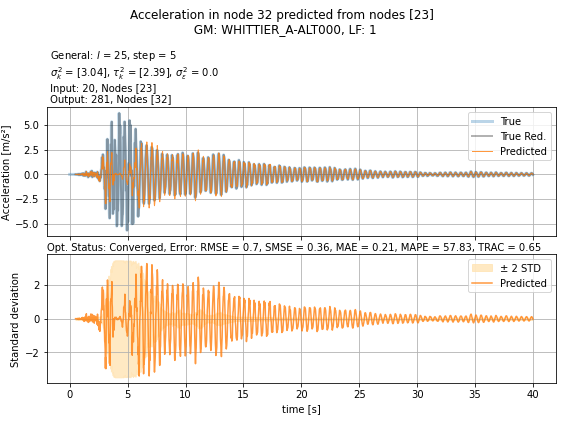 Acceleration in node 32 predicted from nodes [23]
GM: WHITTIER_A-ALT000, LF: 1
General: l = 25, step = 5
σ²ₖ = [3.04], τ²ₖ = [2.39], σ²_ε = 0.0
Input: 20, Nodes [23]
Output: 281, Nodes [32]
Acceleration [m/s²]
5.0
2.5
0.0
−2.5
−5.0
True
True Red.
Predicted
Opt. Status: Converged, Error: RMSE = 0.7, SMSE = 0.36, MAE = 0.21, MAPE = 57.83, TRAC = 0.65
Standard deviation
2
0
−2
± 2 STD
Predicted
0 5 10 15 20 25 30 35 40
time [s]